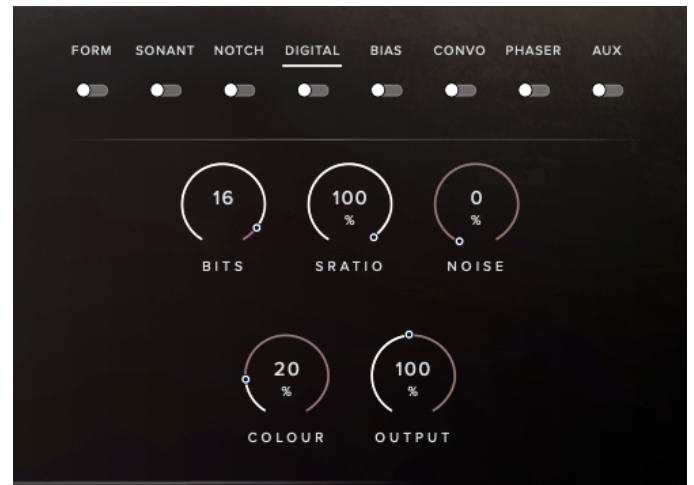 FORM SONANT NOTCH DIGITAL BIAS CONVO PHASER AUX
16 100 0
% %
BITS SRATIO NOISE
20 100
% %
COLOUR OUTPUT